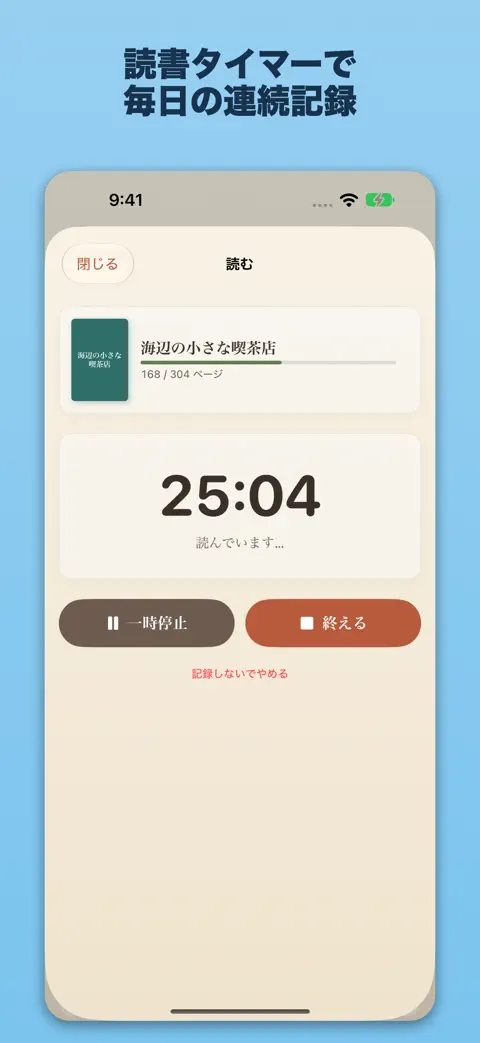 読書タイマーで
毎日の連続記録
9:41
閉じる
読む
海辺の小さな
喫茶店
海辺の小さな喫茶店
168 / 304 ページ
25:04
読んでいます...
一時停止
終える
記録しないでやめる